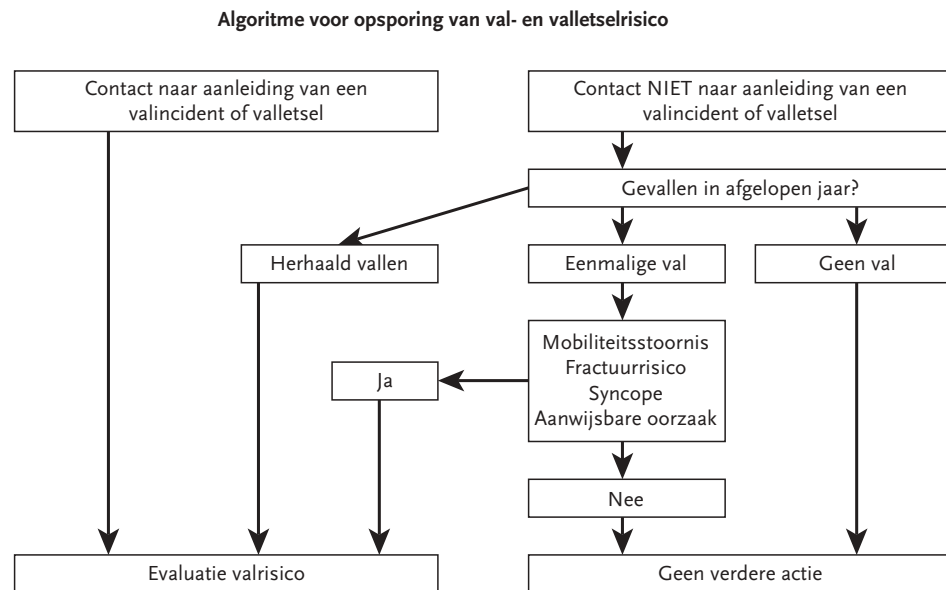 Algoritme voor opsporing van val- en valletselrisico
Contact naar aanleiding van een
valincident of valletsel
Contact NIET naar aanleiding van een
valincident of valletsel
Gevallen in afgelopen jaar?
Herhaald vallen
Eenmalige val
Geen val
Mobiliteitsstoornis
Fractuurrisico
Syncope
Aanwijsbare oorzaak
Ja
Nee
Evaluatie valrisico
Geen verdere actie